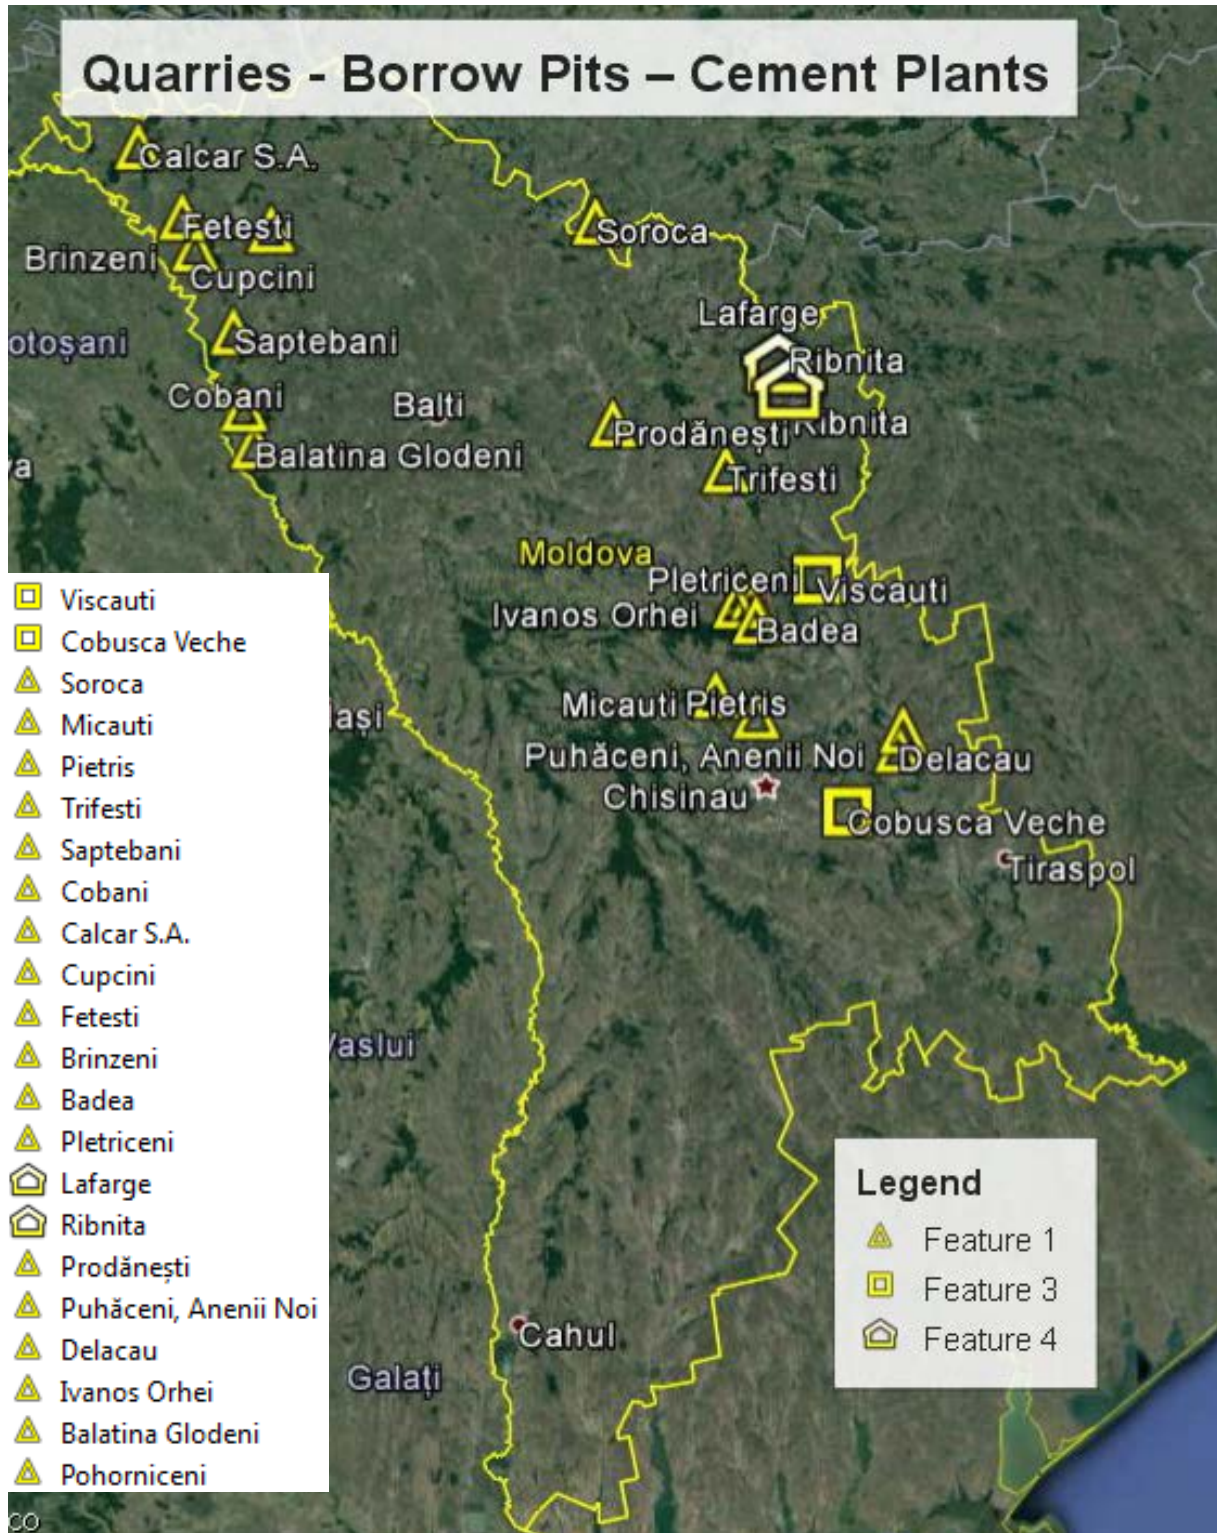 Quarries - Borrow Pits – Cement Plants
Calcar S.A.
Fetesti
Soroca
Brinzeni
Cupcini
Lafarge
otoșani
Saptebani
Ribnita
Cobani
Balti
Prodănești
Ribnita
Balatina Glodeni
va
Trifesti
Moldova
Pletriceni
Viscauti
Ivanos Orhei
Badea
Micauti
Pietris
Iași
Puhăceni, Anenii Noi
Delacau
Chisinau
Cobusca Veche
Tiraspol
Vaslui
Cahul
Galați
Viscauti
Cobusca Veche
Soroca
Micauti
Pietris
Trifesti
Saptebani
Cobani
Calcar S.A.
Cupcini
Fetesti
Brinzeni
Badea
Pletriceni
Lafarge
Ribnita
Prodănești
Puhăceni, Anenii Noi
Delacau
Ivanos Orhei
Balatina Glodeni
Pohorniceni
Legend
Feature 1
Feature 3
Feature 4
CO